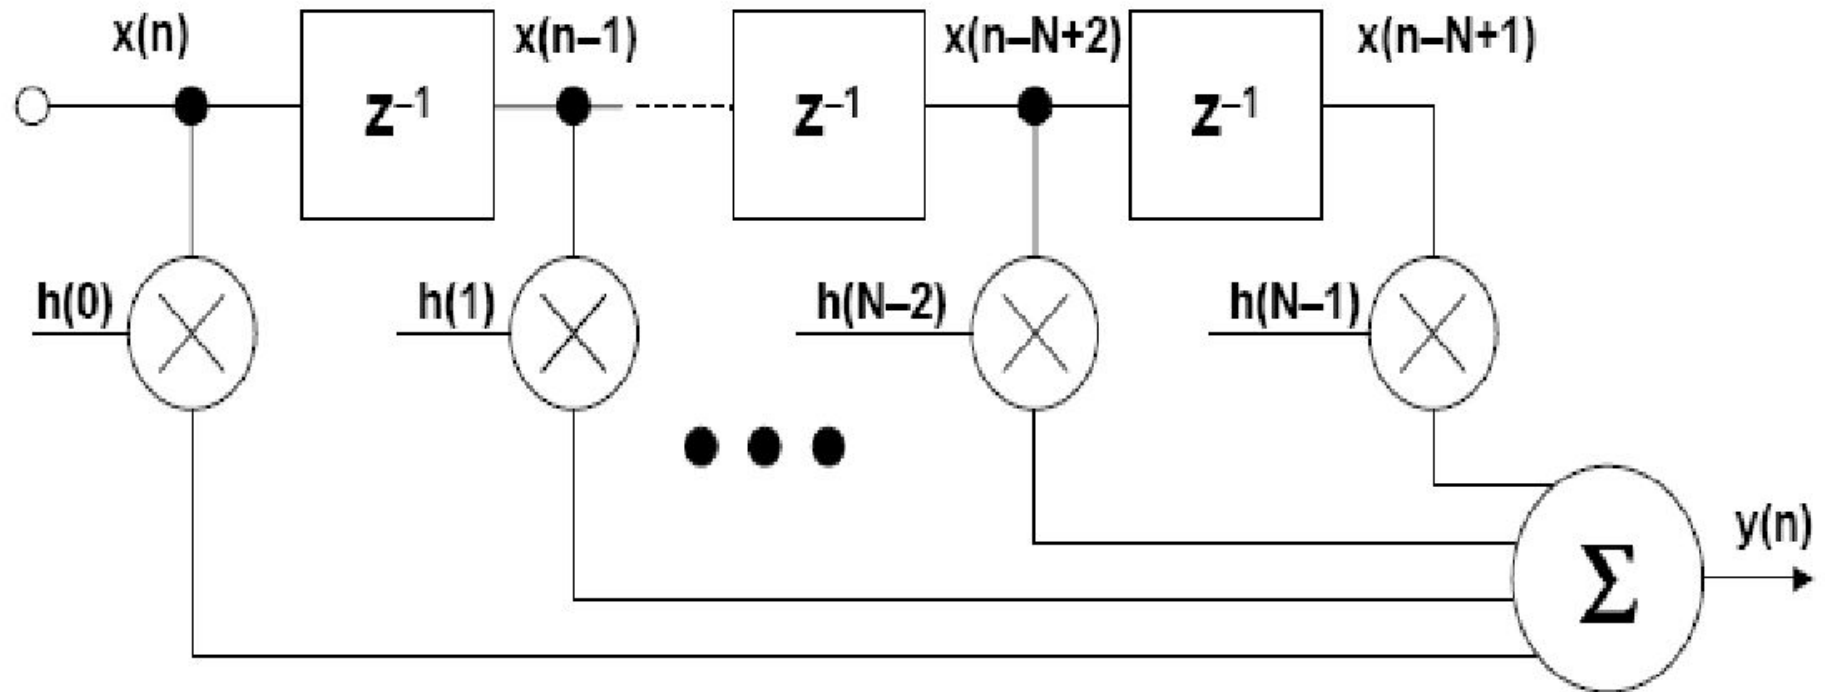 x(n)
x(n–1)
x(n–N+2)
x(n–N+1)
z⁻¹
z⁻¹
z⁻¹
h(0)
h(1)
h(N–2)
h(N–1)
y(n)
Σ